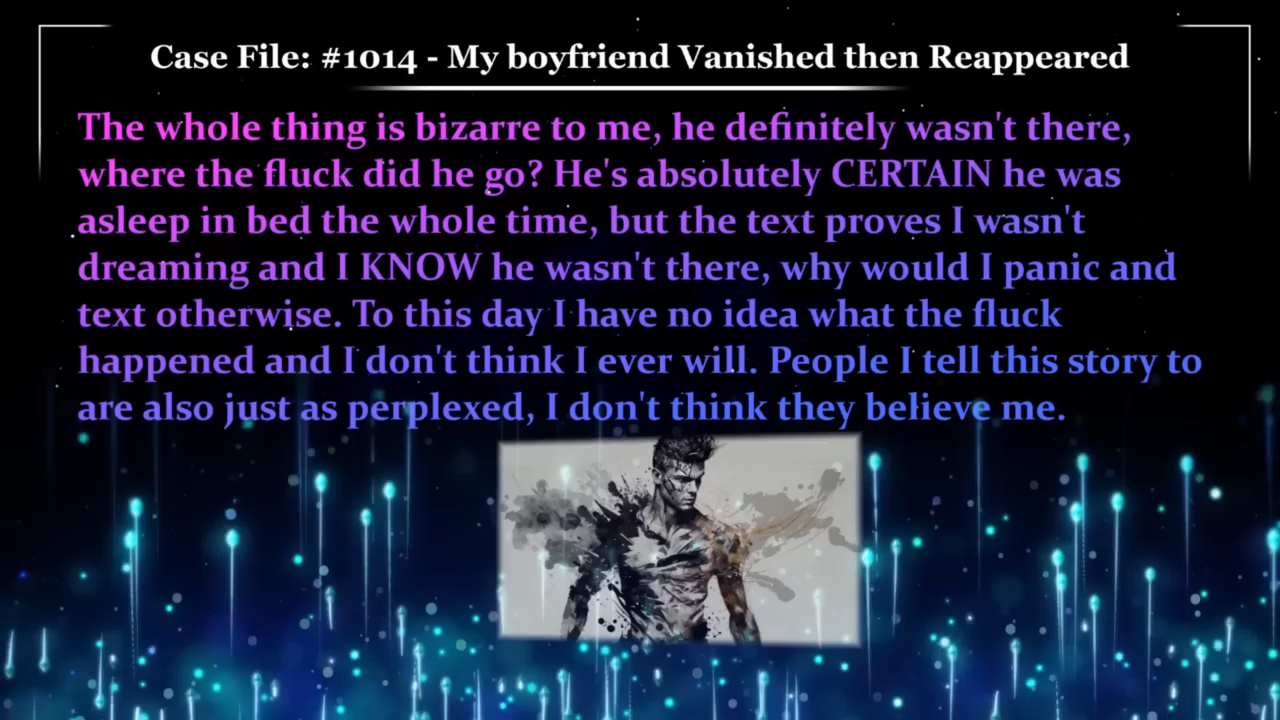 Case File: #1014 - My boyfriend Vanished then Reappeared
The whole thing is bizarre to me, he definitely wasn't there,
where the fluck did he go? He's absolutely CERTAIN he was
asleep in bed the whole time, but the text proves I wasn't
dreaming and I KNOW he wasn't there, why would I panic and
text otherwise. To this day I have no idea what the fluck
happened and I don't think I ever will. People I tell this story to
are also just as perplexed, I don't think they believe me.